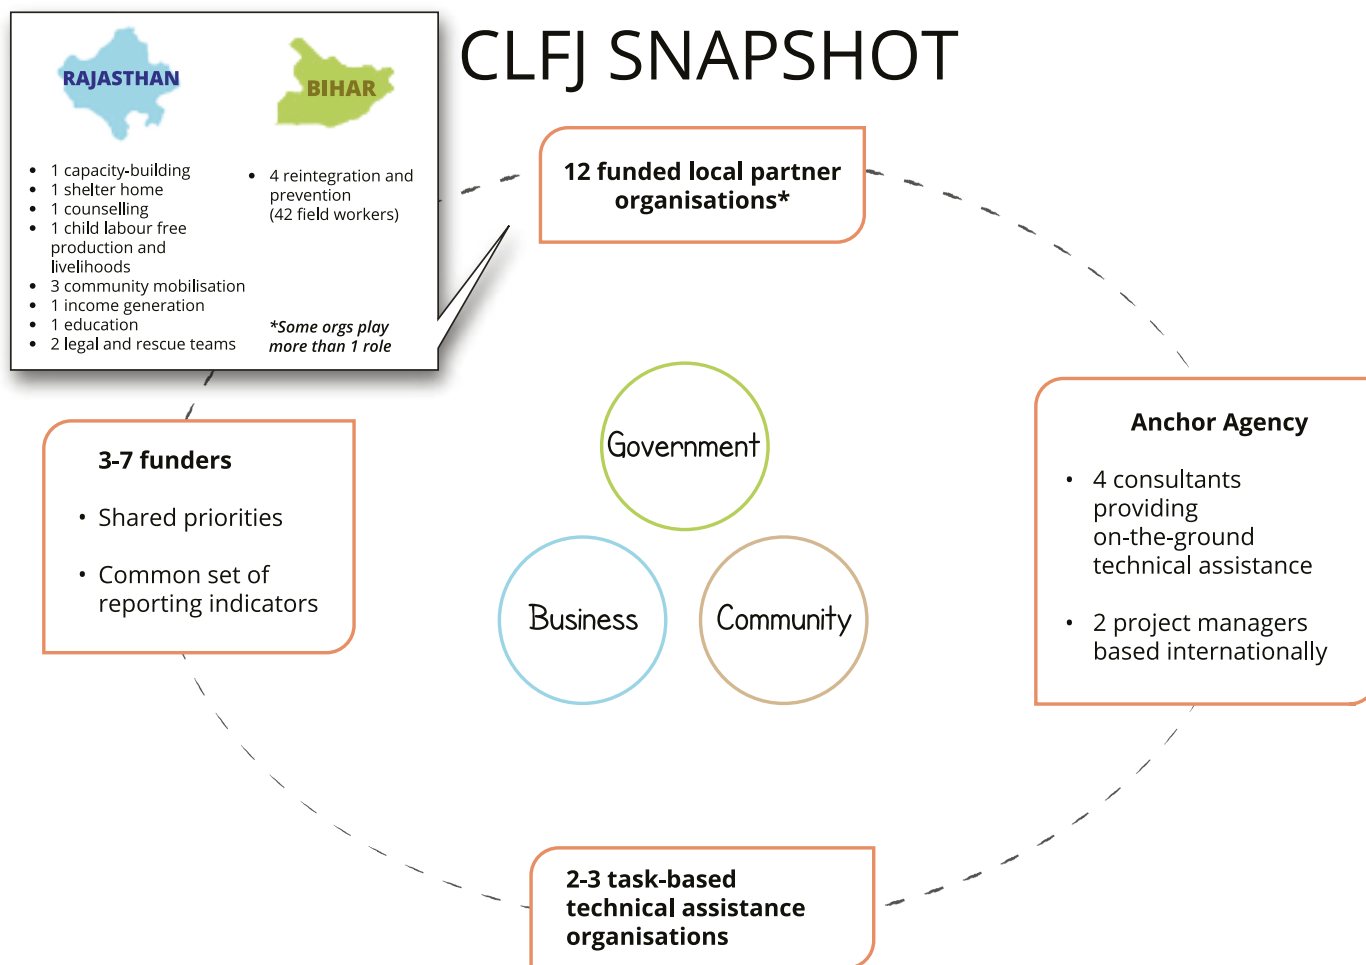 CLFJ SNAPSHOT
RAJASTHAN
• 1 capacity-building
• 1 shelter home
• 1 counselling
• 1 child labour free
production and
livelihoods
• 3 community mobilisation
• 1 income generation
• 1 education
• 2 legal and rescue teams
BIHAR
• 4 reintegration and
prevention
(42 field workers)
*Some orgs play
more than 1 role
12 funded local partner
organisations*
3-7 funders
• Shared priorities
• Common set of
reporting indicators
Government
Business
Community
Anchor Agency
• 4 consultants
providing
on-the-ground
technical assistance
• 2 project managers
based internationally
2-3 task-based
technical assistance
organisations